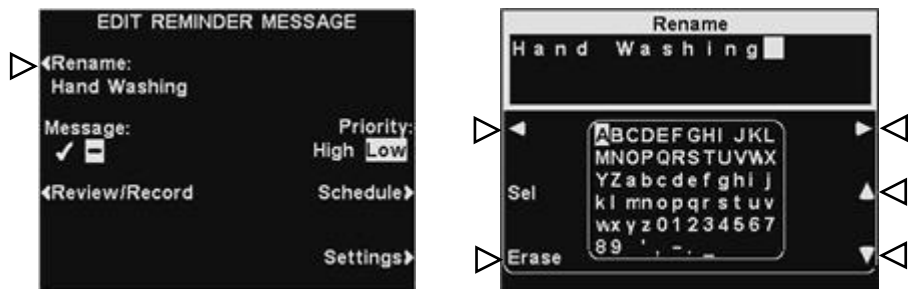 EDIT REMINDER MESSAGE
Rename:
Hand Washing
Message:
Priority:
High Low
Review/Record
Schedule
Settings
Rename
Hand Washing
ABCDEFGHIJKL
MNOPQRSTUVWX
YZabcdefghij
Sel
klmnopqrstuv
wxyz01234567
89 ',-._
Erase